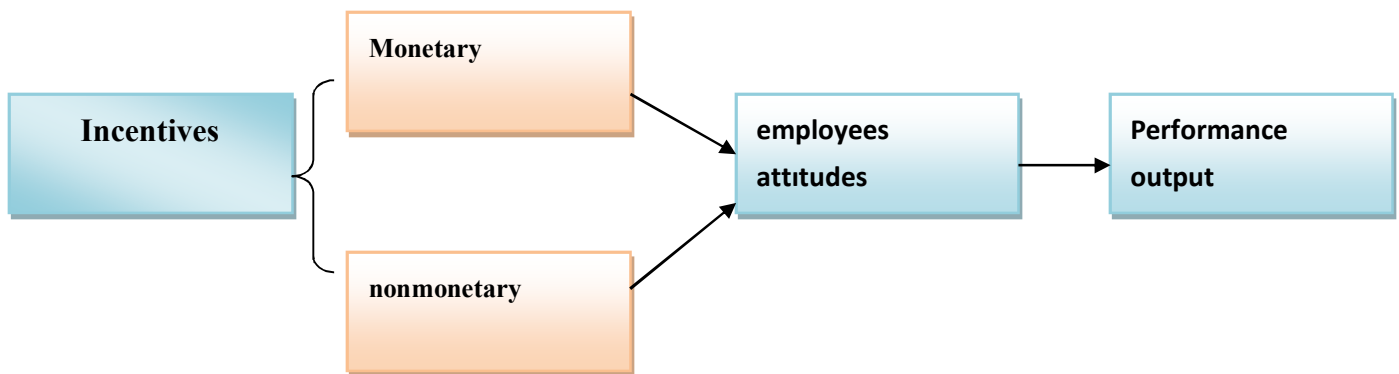 Monetary
Incentives
employees
attıtudes
Performance
output
nonmonetary